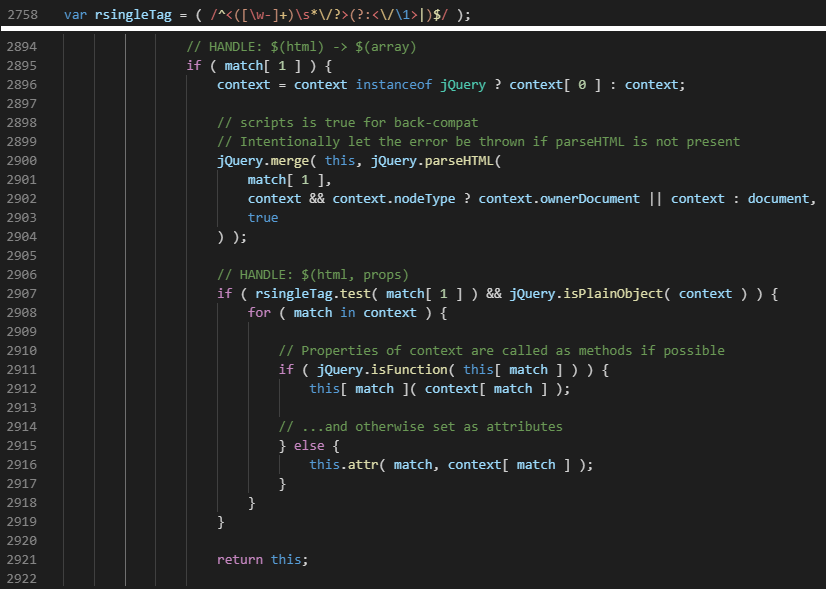 2758 var rsingleTag = ( /^<([\w-]+)\s*\/?>(?:<\/\1>|)$/ );
2894 // HANDLE: $(html) -> $(array)
2895 if ( match[ 1 ] ) {
2896 context = context instanceof jQuery ? context[ 0 ] : context;
2897
2898 // scripts is true for back-compat
2899 // Intentionally let the error be thrown if parseHTML is not present
2900 jQuery.merge( this, jQuery.parseHTML(
2901 match[ 1 ],
2902 context && context.nodeType ? context.ownerDocument || context : document,
2903 true
2904 ) );
2905
2906 // HANDLE: $(html, props)
2907 if ( rsingleTag.test( match[ 1 ] ) && jQuery.isPlainObject( context ) ) {
2908 for ( match in context ) {
2909
2910 // Properties of context are called as methods if possible
2911 if ( jQuery.isFunction( this[ match ] ) ) {
2912 this[ match ]( context[ match ] );
2913
2914 // ...and otherwise set as attributes
2915 } else {
2916 this.attr( match, context[ match ] );
2917 }
2918 }
2919 }
2920
2921 return this;
2922